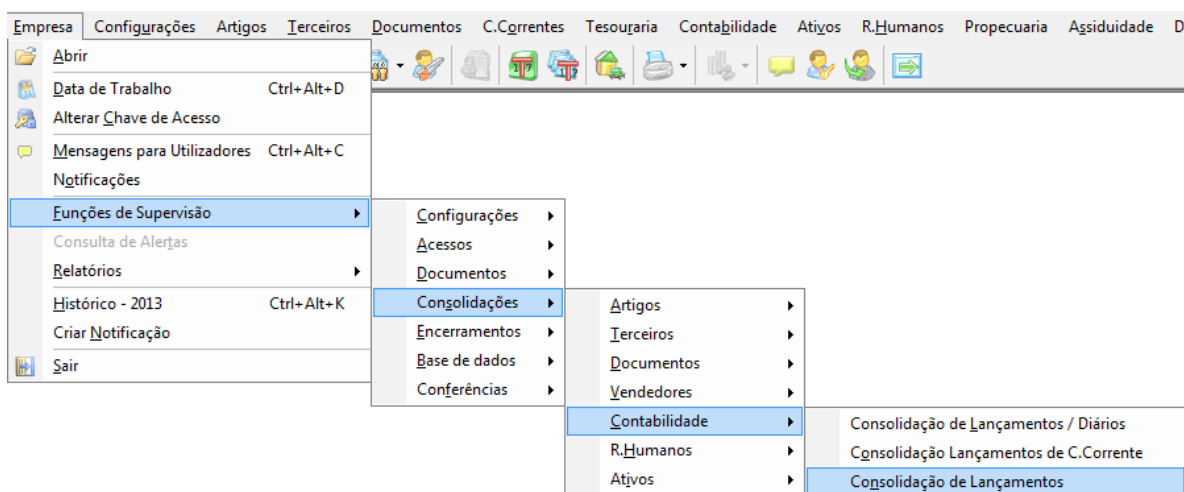 Empresa Configurações Artigos Terceiros Documentos C.Correntes Tesouraria Contabilidade Ativos R.Humanos Propecuaria Assiduidade D
Abrir
Data de Trabalho Ctrl+Alt+D
Alterar Chave de Acesso
Mensagens para Utilizadores Ctrl+Alt+C
Notificações
Funções de Supervisão
Consulta de Alertas
Relatórios
Histórico - 2013 Ctrl+Alt+K
Criar Notificação
Sair
Configurações
Acessos
Documentos
Consolidações
Encerramentos
Base de dados
Conferências
Artigos
Terceiros
Documentos
Vendedores
Contabilidade
R.Humanos
Ativos
Consolidação de Lançamentos / Diários
Consolidação Lançamentos de C.Corrente
Consolidação de Lançamentos